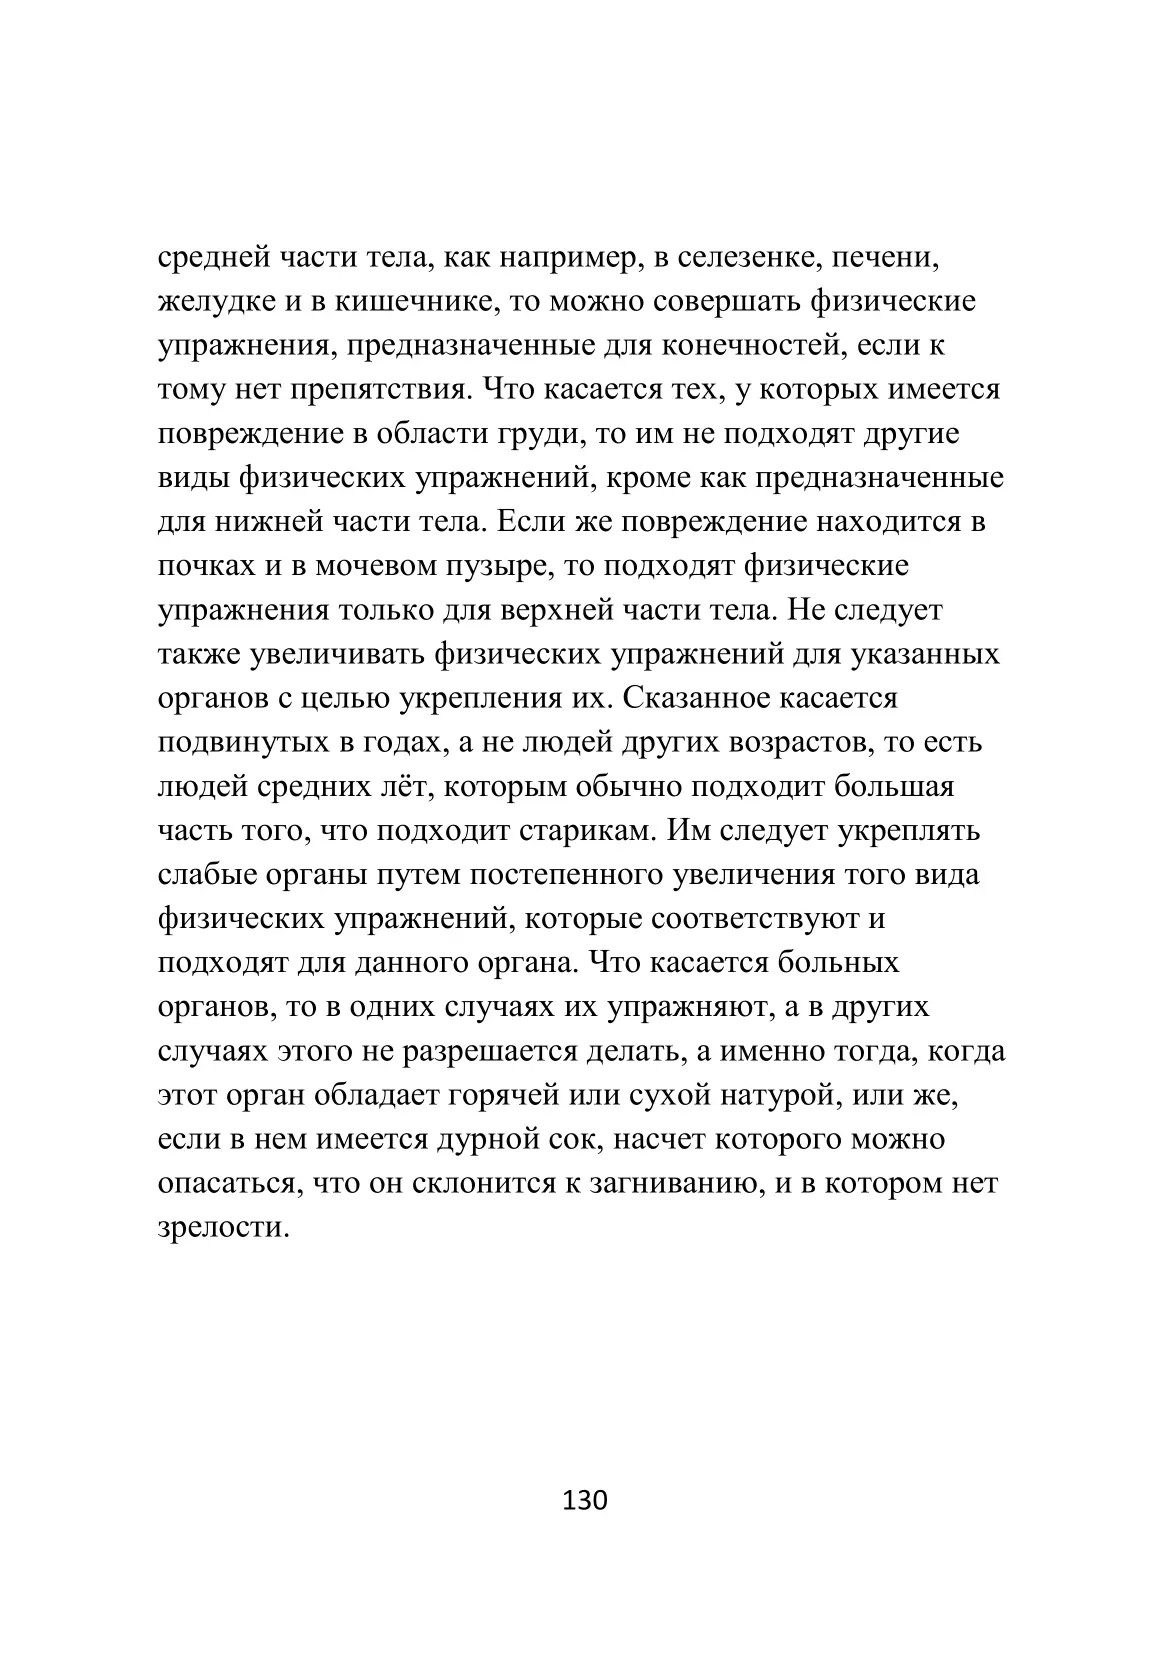 средней части тела, как например, в селезенке, печени,
желудке и в кишечнике, то можно совершать физические
упражнения, предназначенные для конечностей, если к
тому нет препятствия. Что касается тех, у которых имеется
повреждение в области груди, то им не подходят другие
виды физических упражнений, кроме как предназначенные
для нижней части тела. Если же повреждение находится в
почках и в мочевом пузыре, то подходят физические
упражнения только для верхней части тела. Не следует
также увеличивать физических упражнений для указанных
органов с целью укрепления их. Сказанное касается
подвинутых в годах, а не людей других возрастов, то есть
людей средних лёт, которым обычно подходит большая
часть того, что подходит старикам. Им следует укреплять
слабые органы путем постепенного увеличения того вида
физических упражнений, которые соответствуют и
подходят для данного органа. Что касается больных
органов, то в одних случаях их упражняют, а в других
случаях этого не разрешается делать, а именно тогда, когда
этот орган обладает горячей или сухой натурой, или же,
если в нем имеется дурной сок, насчет которого можно
опасаться, что он склонится к загниванию, и в котором нет
зрелости.
130